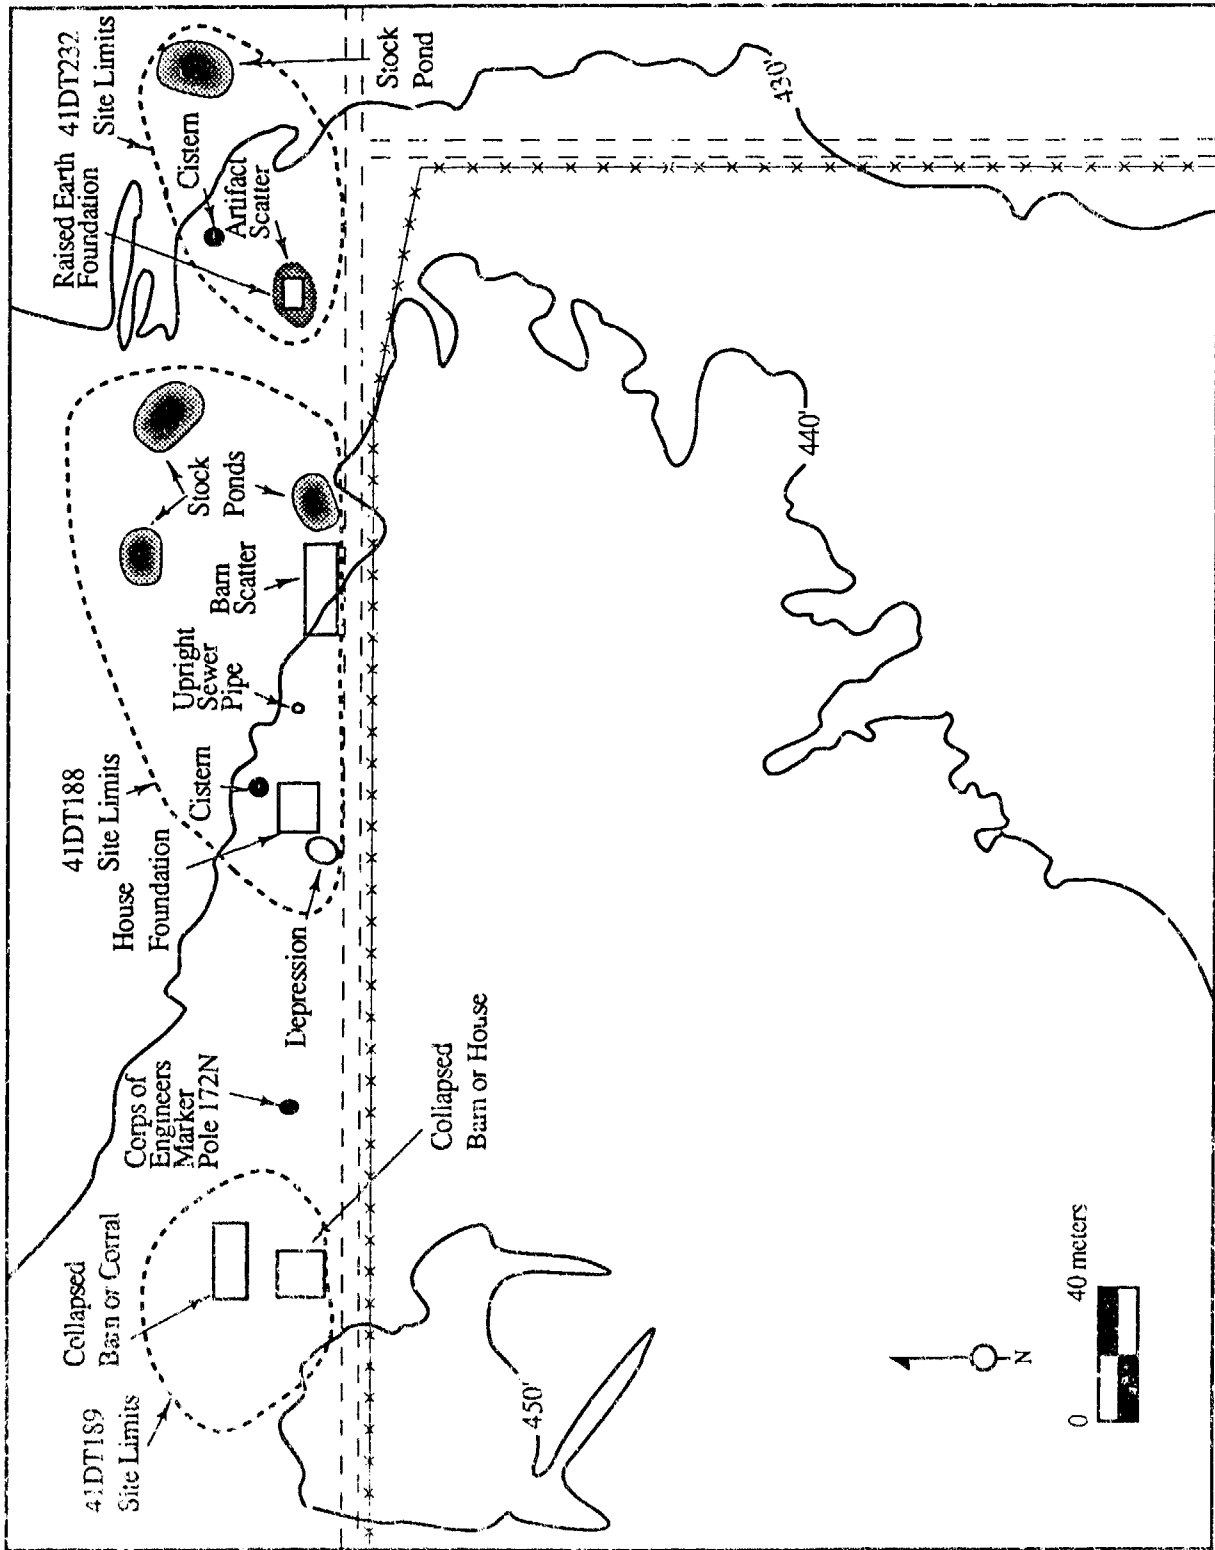 41DT189
Site Limits
Collapsed
Barn or Corral
Corps of
Engineers
Marker
Pole 172N
Collapsed
Barn or House
41DT188
Site Limits
House
Foundation
Depression
Cistern
Upright
Sewer
Pipe
Barn
Scatter
Stock
Ponds
Raised Earth
Foundation
41DT232
Site Limits
Cistern
Artifact
Scatter
Stock
Pond
450'
440'
430'
N
0 40 meters